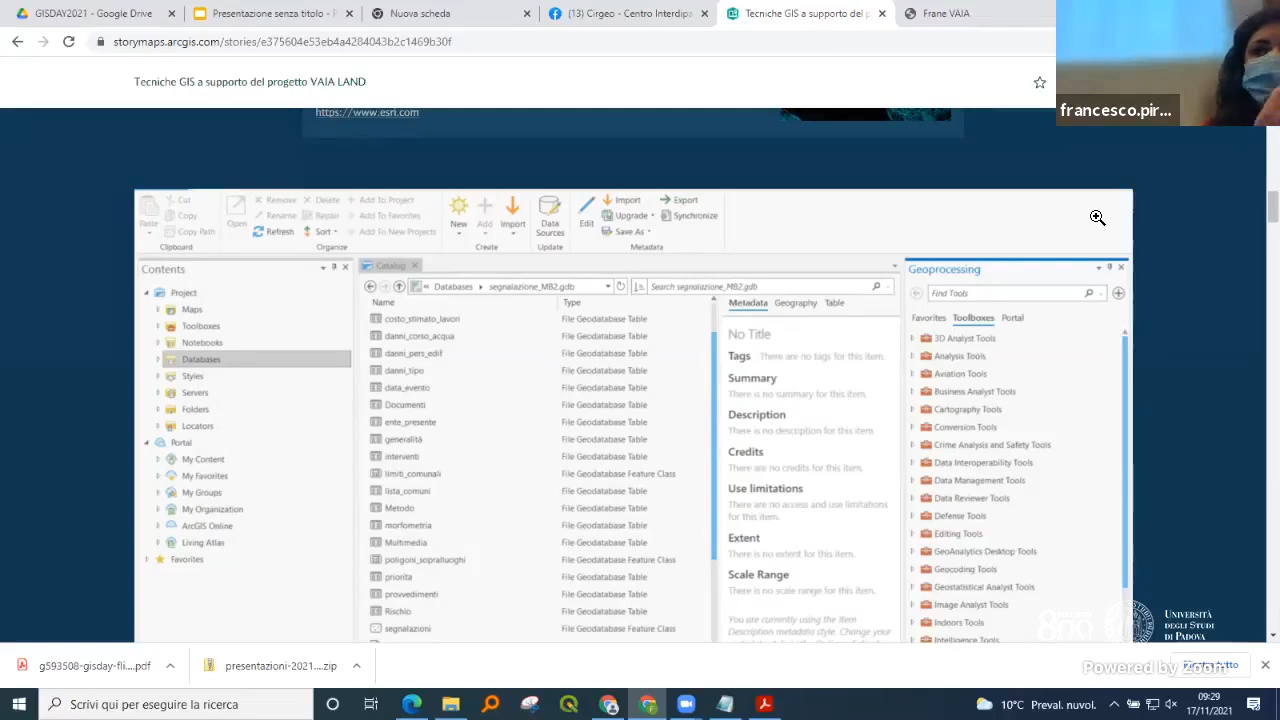 GISDAY2021 - Google Drive
Presentazione senza titolo - P
Nuova scheda
(13) Cirgeo - Centro Interdipa
Tecniche GIS a supporto del p
Frane VAIA
storymaps.arcgis.com/stories/e375604e53eb4a4284043b2c1469b30f
Tecniche GIS a supporto del progetto VAIA LAND
francesco.pir...
https://www.esri.com
Paste
Cut
Copy
Copy Path
Clipboard
Open
Remove
Rename
Refresh
Delete
Repair
Sort
Add To Project
Add To Favorites
Add To New Projects
Organize
New
Add
Import
Create
Data
Sources
Update
Edit
Import
Upgrade
Save As
Export
Synchronize
Metadata
Contents
Project
Maps
Toolboxes
Notebooks
Databases
Styles
Servers
Folders
Locators
Portal
My Content
My Favorites
My Groups
My Organization
ArcGIS Online
Living Atlas
Favorites
Catalog
Databases segnalazione_MB2.gdb
Search segnalazione_MB2.gdb
Name Type
costo_stimato_lavori File Geodatabase Table
danni_corso_acqua File Geodatabase Table
danni_pers_edif File Geodatabase Table
danni_tipo File Geodatabase Table
data_evento File Geodatabase Table
Documenti File Geodatabase Table
ente_presente File Geodatabase Table
generalità File Geodatabase Table
interventi File Geodatabase Table
limiti_comunali File Geodatabase Feature Class
lista_comuni File Geodatabase Table
Metodo File Geodatabase Table
morfometria File Geodatabase Table
Multimedia File Geodatabase Table
poligoni_sopralluoghi File Geodatabase Feature Class
priorita File Geodatabase Table
provvedimenti File Geodatabase Table
Rischio File Geodatabase Table
segnalazioni File Geodatabase Feature Class
Metadata Geography Table
No Title
Tags There are no tags for this item.
Summary
There is no summary for this item.
Description
There is no description for this item.
Credits
There are no credits for this item.
Use limitations
There are no access and use limitations
for this item.
Extent
There is no extent for this item.
Scale Range
There is no scale range for this item.
You are currently using the Item
Description metadata style. Change your
Geoprocessing
Find Tools
Favorites Toolboxes Portal
3D Analyst Tools
Analysis Tools
Aviation Tools
Business Analyst Tools
Cartography Tools
Conversion Tools
Crime Analysis and Safety Tools
Data Interoperability Tools
Data Management Tools
Data Reviewer Tools
Defense Tools
Editing Tools
GeoAnalytics Desktop Tools
Geocoding Tools
Geostatistical Analyst Tools
Image Analyst Tools
Indoors Tools
Intelligence Tools
800
UNIVERSITÀ
DEGLI STUDI
DI PADOVA
presentazioni-2021....zip
Mostra tutto
Powered by Zoom
Scrivi qui per eseguire la ricerca
10°C Preval. nuvol.
09:29
17/11/2021